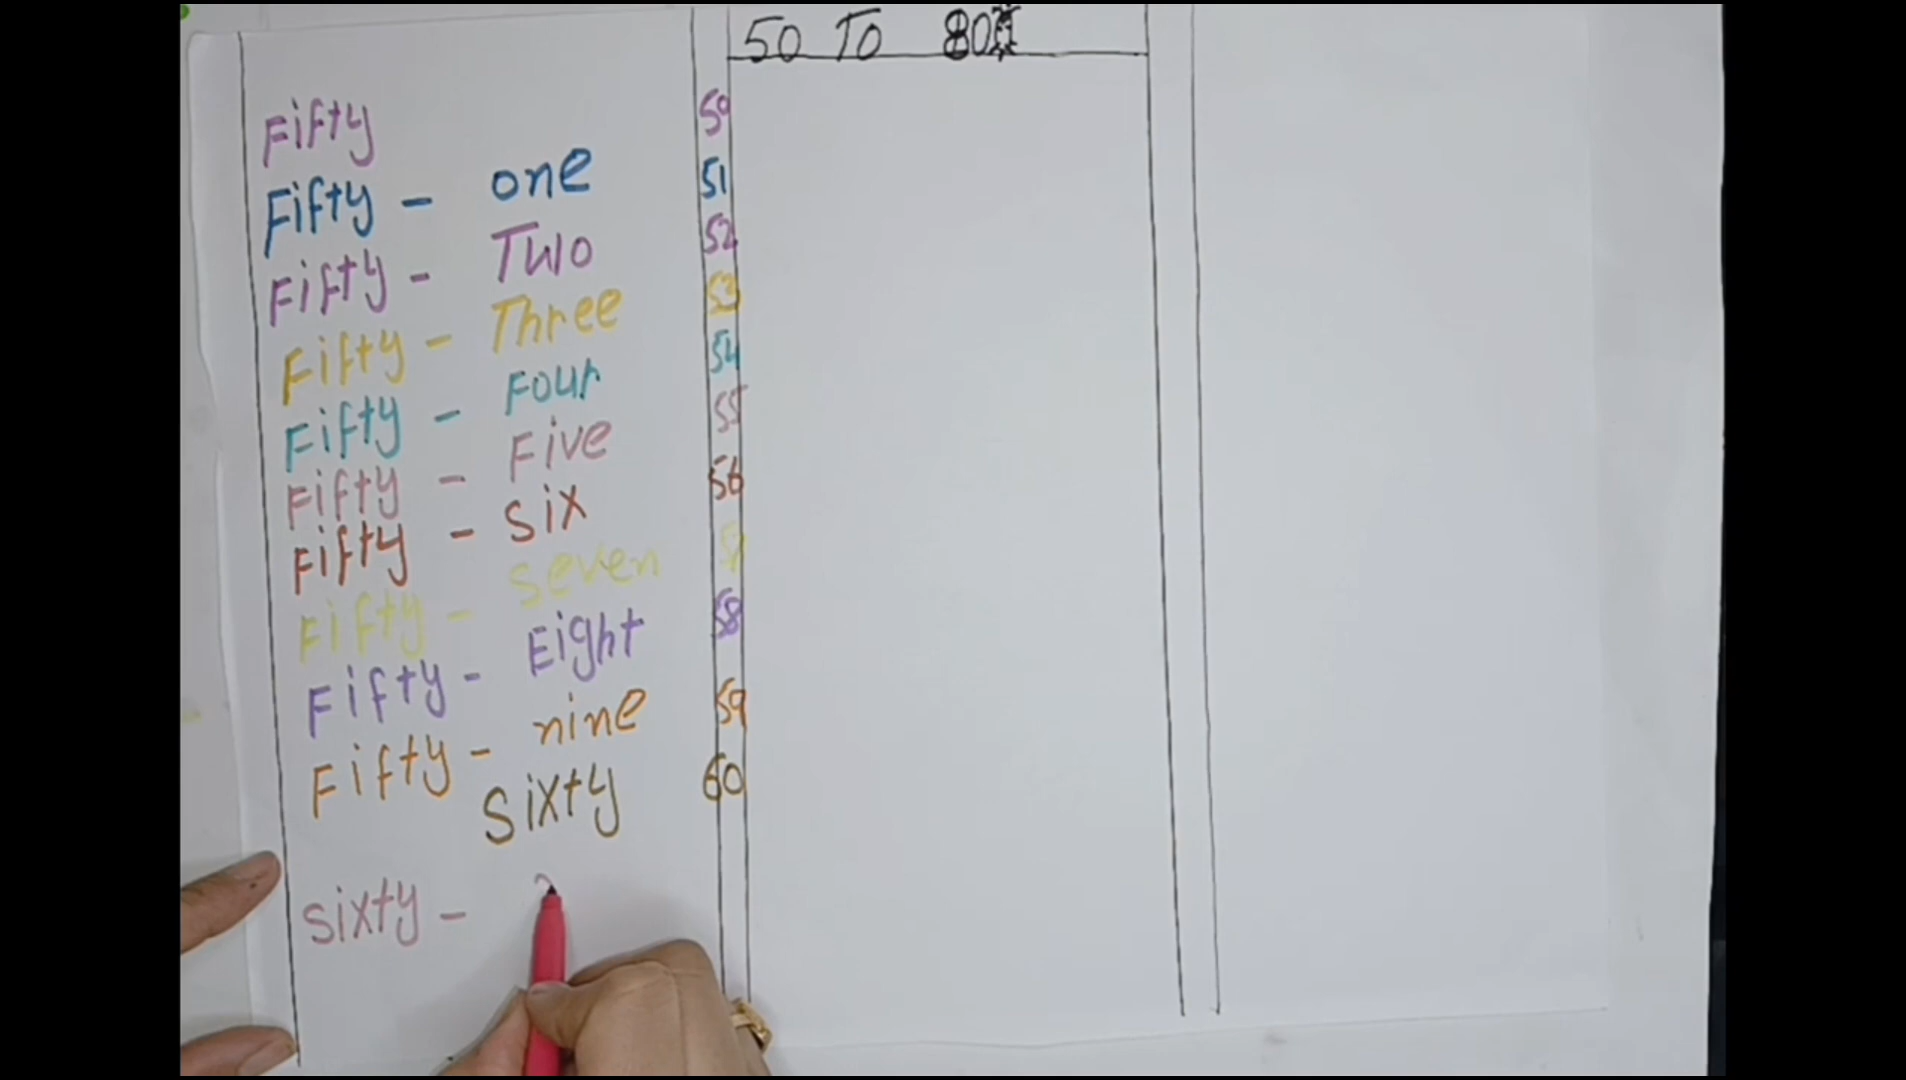 50 TO 80
Fifty 50
Fifty - one 51
Fifty - Two 52
Fifty - Three 53
Fifty - Four 54
Fifty - Five 55
Fifty - six 56
Fifty - seven 57
Fifty - Eight 58
Fifty - nine 59
sixty 60
sixty -